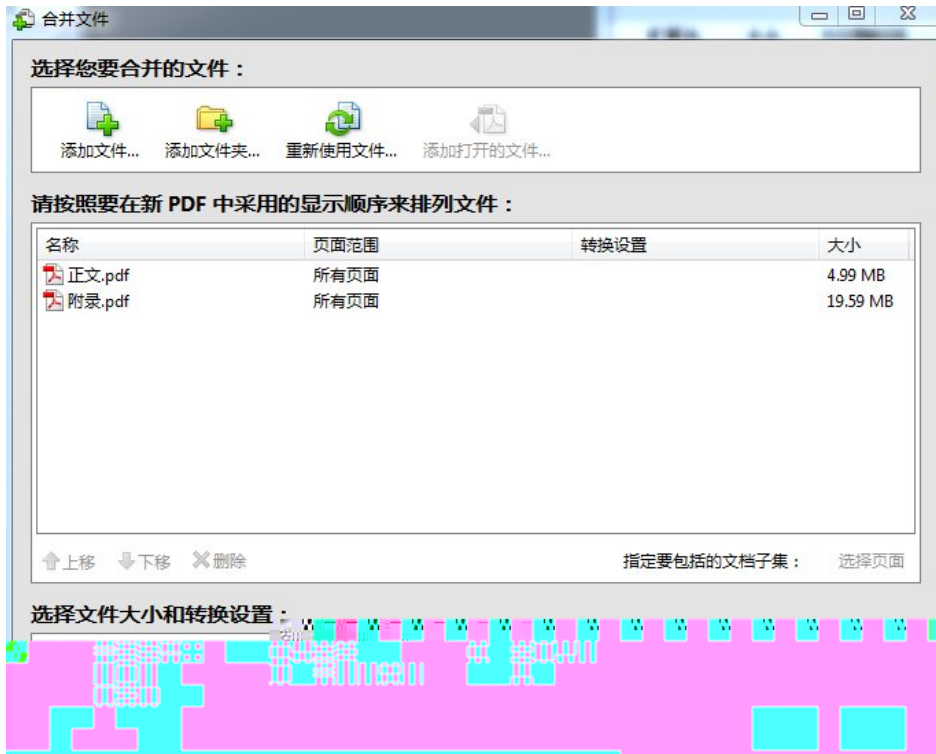 合并文件
选择您要合并的文件：
添加文件... 添加文件夹... 重新使用文件... 添加打开的文件...
请按照要在新 PDF 中采用的显示顺序来排列文件：
名称 页面范围 转换设置 大小
正文.pdf 所有页面 4.99 MB
附录.pdf 所有页面 19.59 MB
上移 下移 删除 指定要包括的文档子集： 选择页面
选择文件大小和转换设置：